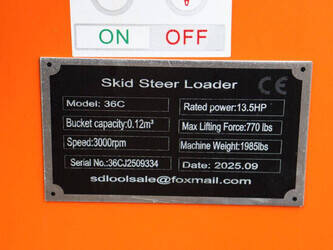 ON OFF
Skid Steer Loader CE
Model: 36C Rated power:13.5HP
Bucket capacity:0.12m³ Max Lifting Force:770 lbs
Speed:3000rpm Machine Weight:1985lbs
Serial No.:36CJ2509334 Date: 2025.09
sdloolsale@foxmail.com